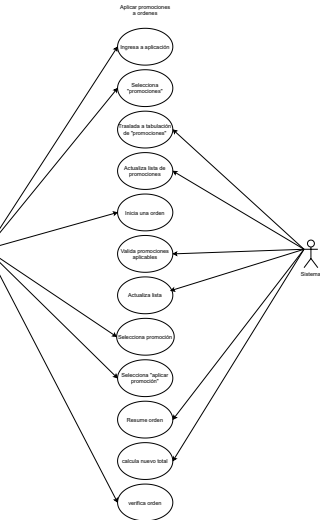 Aplicar promociones
a ordenes
Ingresa a aplicación
Selecciona
"promociones"
Traslada a tabulación
de "promociones"
Actualiza lista de
promociones
Inicia una orden
Valida promociones
aplicables
Actualiza lista
Selecciona promoción
Selecciona "aplicar
promoción"
Resume orden
calcula nuevo total
verifica orden
Sistema